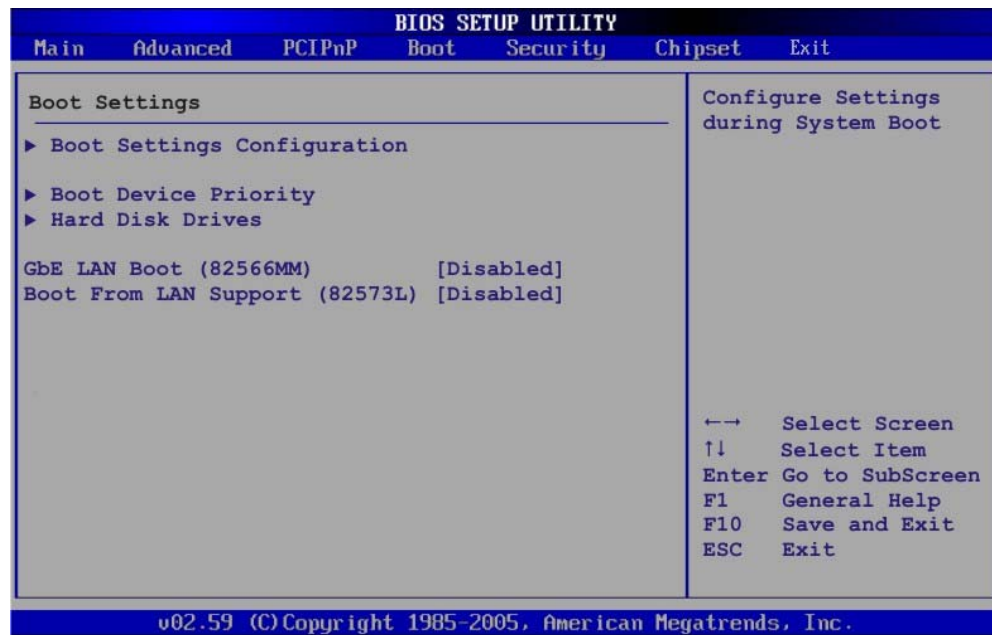 BIOS SETUP UTILITY
Main Advanced PCIPnP Boot Security Chipset Exit
Boot Settings
▶ Boot Settings Configuration
▶ Boot Device Priority
▶ Hard Disk Drives
GbE LAN Boot (82566MM) [Disabled]
Boot From LAN Support (82573L) [Disabled]
Configure Settings
during System Boot
←→ Select Screen
↑↓ Select Item
Enter Go to SubScreen
F1 General Help
F10 Save and Exit
ESC Exit
v02.59 (C)Copyright 1985-2005, American Megatrends, Inc.